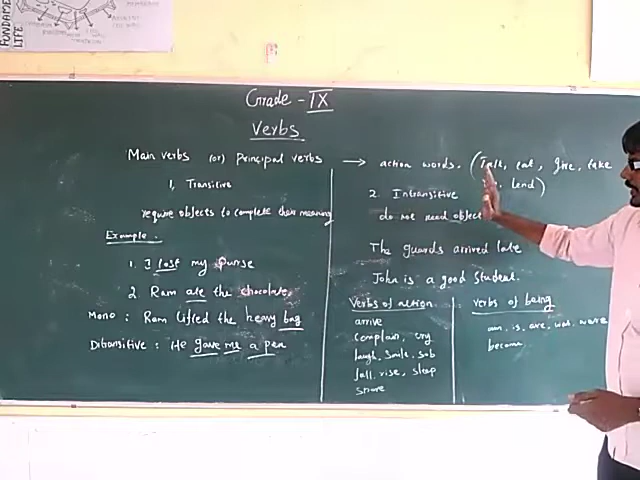 FUNDAME
LIFE
Grade - IX
Verbs
Main verbs (or) Principal verbs → action words. (Talk, eat, give, take
lend)
1, Transitive
require objects to complete their meaning
Example:
1. I lost my purse
2. Ram ate the chocolate.
Mono: Ram lifted the heavy bag
Ditransitive: He gave me a pen
2. Intransitive
do not need object
The guards arrived late
John is a good student.
Verbs of action
arrive
Complain, cry
laugh, smile, sob
fall, rise, sleep
snore
Verbs of being
am, is, are, was, were
become